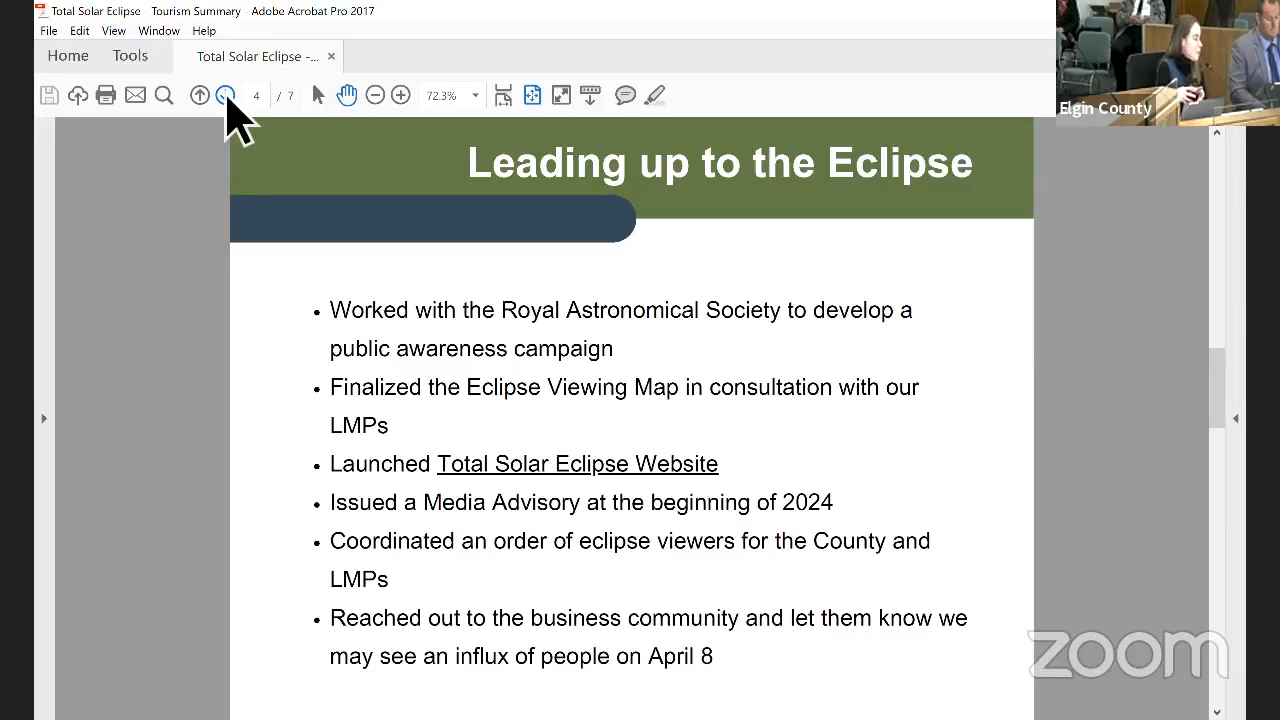 Total Solar Eclipse - Tourism Summary - Adobe Acrobat Pro 2017
File Edit View Window Help
Home Tools Total Solar Eclipse -... ×
4 / 7 72.3%
Elgin County
Leading up to the Eclipse
• Worked with the Royal Astronomical Society to develop a
public awareness campaign
• Finalized the Eclipse Viewing Map in consultation with our
LMPs
• Launched Total Solar Eclipse Website
• Issued a Media Advisory at the beginning of 2024
• Coordinated an order of eclipse viewers for the County and
LMPs
• Reached out to the business community and let them know we
may see an influx of people on April 8
zoom